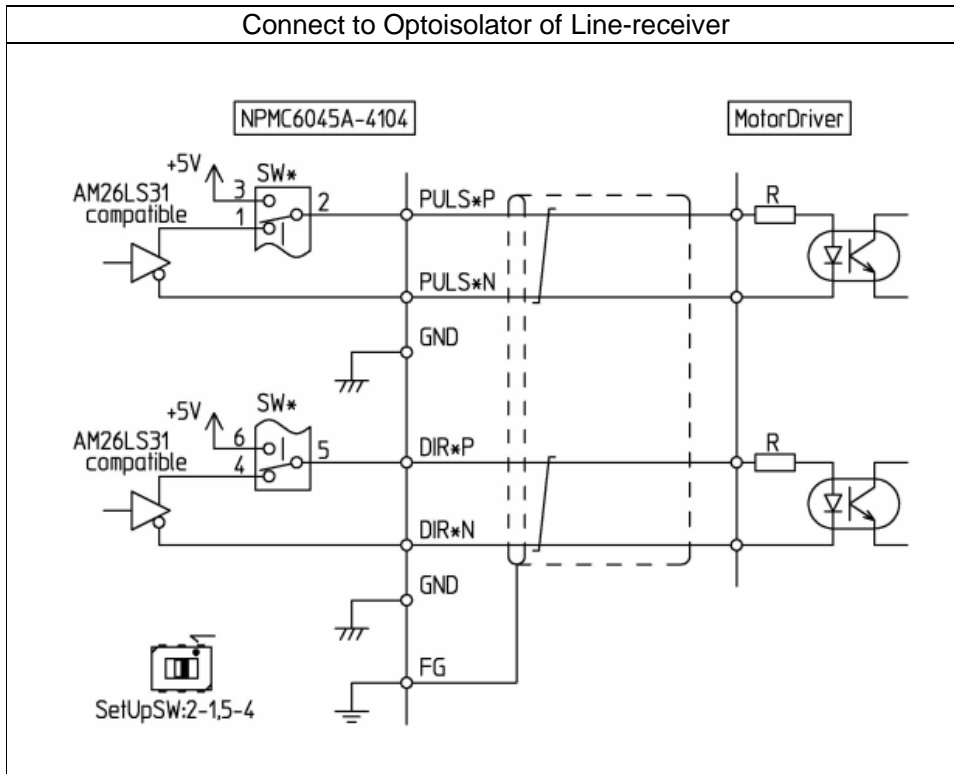 Connect to Optoisolator of Line-receiver
NPMC6045A-4104
MotorDriver
+5V
SW*
AM26LS31
compatible
3
1
2
PULS*P
R
PULS*N
GND
+5V
SW*
AM26LS31
compatible
6
4
5
DIR*P
R
DIR*N
GND
FG
SetUpSW:2-1,5-4